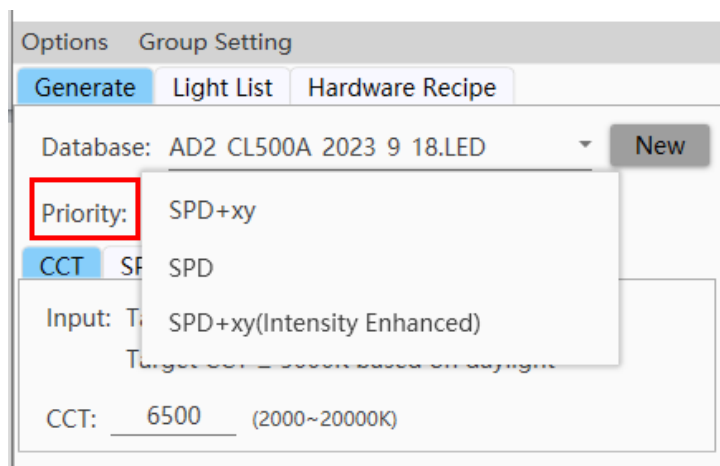 Options Group Setting
Generate Light List Hardware Recipe
Database: AD2 CL500A 2023 9 18.LED New
Priority:
SPD+xy
SPD
SPD+xy(Intensity Enhanced)
CCT
Input:
CCT: 6500 (2000~20000K)